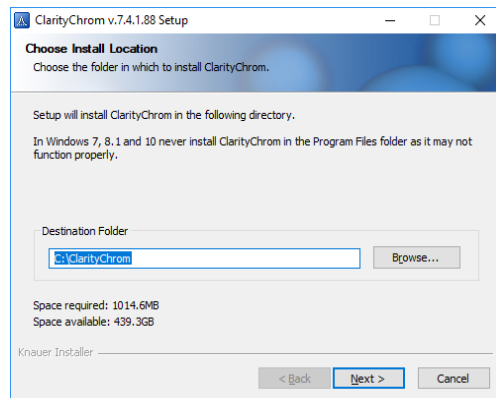 ClarityChrom v.7.4.1.88 Setup
Choose Install Location
Choose the folder in which to install ClarityChrom.
Setup will install ClarityChrom in the following directory.
In Windows 7, 8.1 and 10 never install ClarityChrom in the Program Files folder as it may not
function properly.
Destination Folder
C:\ClarityChrom
Browse...
Space required: 1014.6MB
Space available: 439.3GB
Knauer Installer
< Back
Next >
Cancel